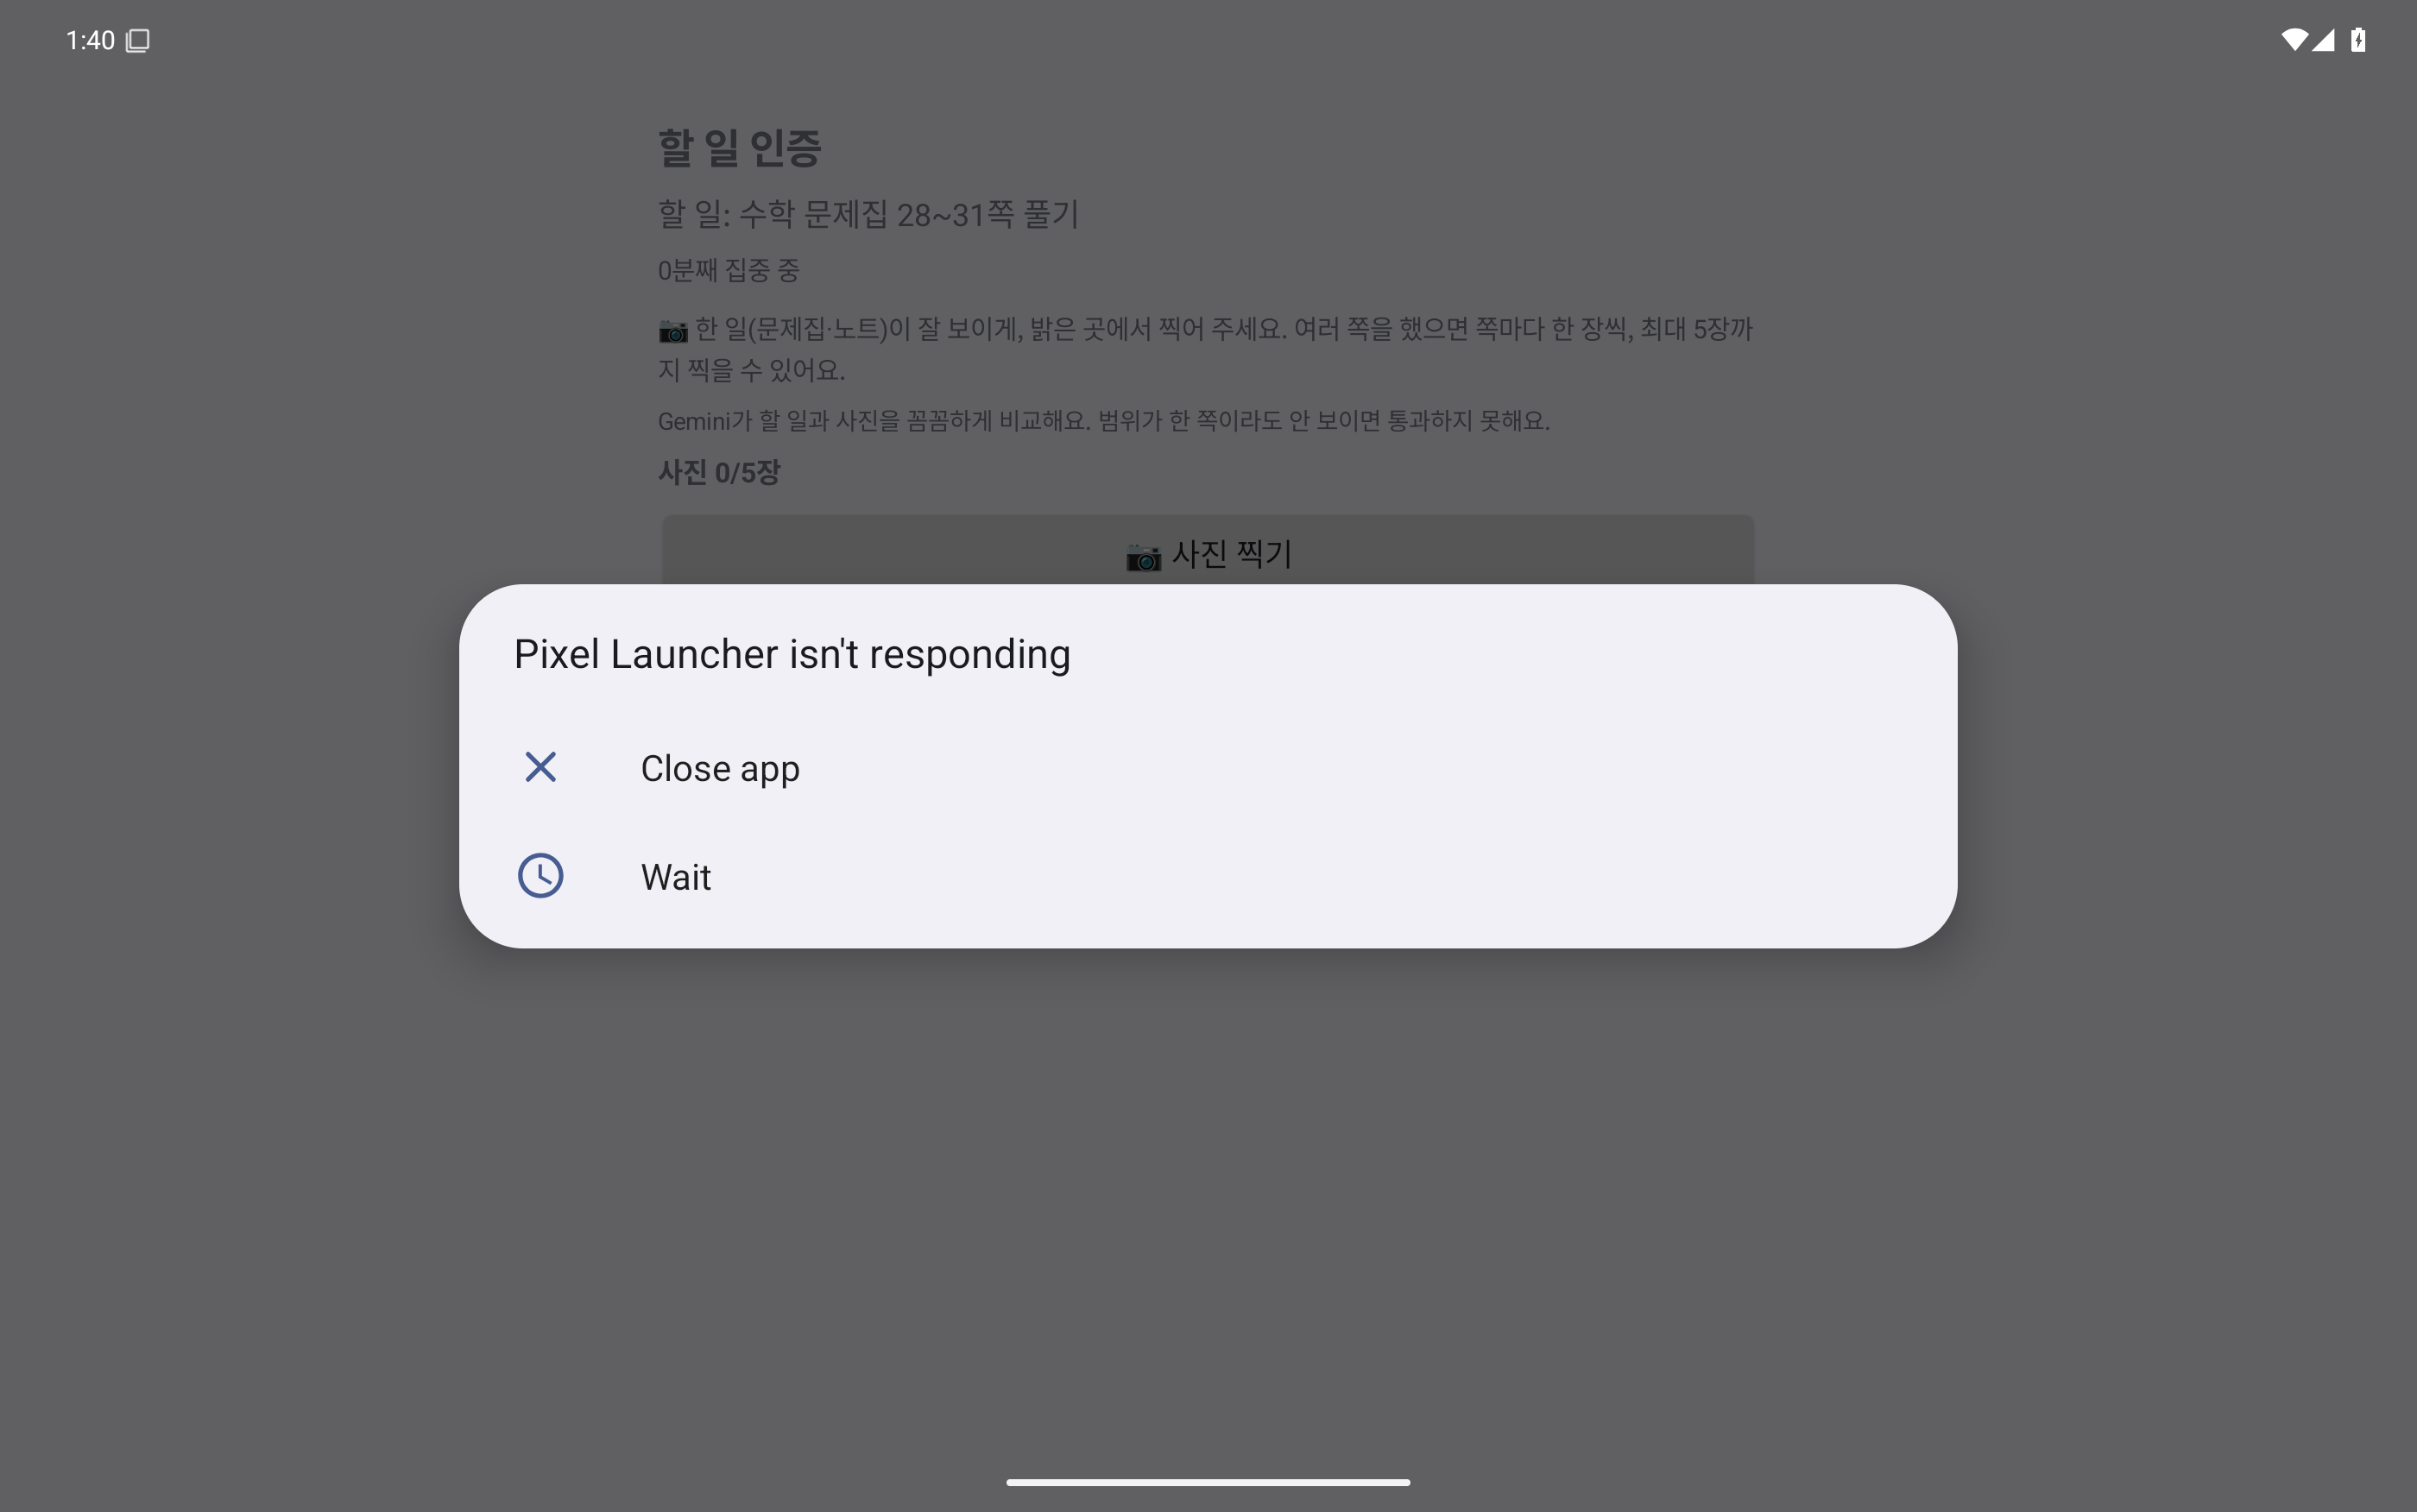 1:40
할 일 인증
할 일: 수학 문제집 28~31쪽 풀기
0분째 집중 중
📷 한 일(문제집·노트)이 잘 보이게, 밝은 곳에서 찍어 주세요. 여러 쪽을 했으면 쪽마다 한 장씩, 최대 5장까
지 찍을 수 있어요.
Gemini가 할 일과 사진을 꼼꼼하게 비교해요. 범위가 한 쪽이라도 안 보이면 통과하지 못해요.
사진 0/5장
📷 사진 찍기
Pixel Launcher isn't responding
Close app
Wait